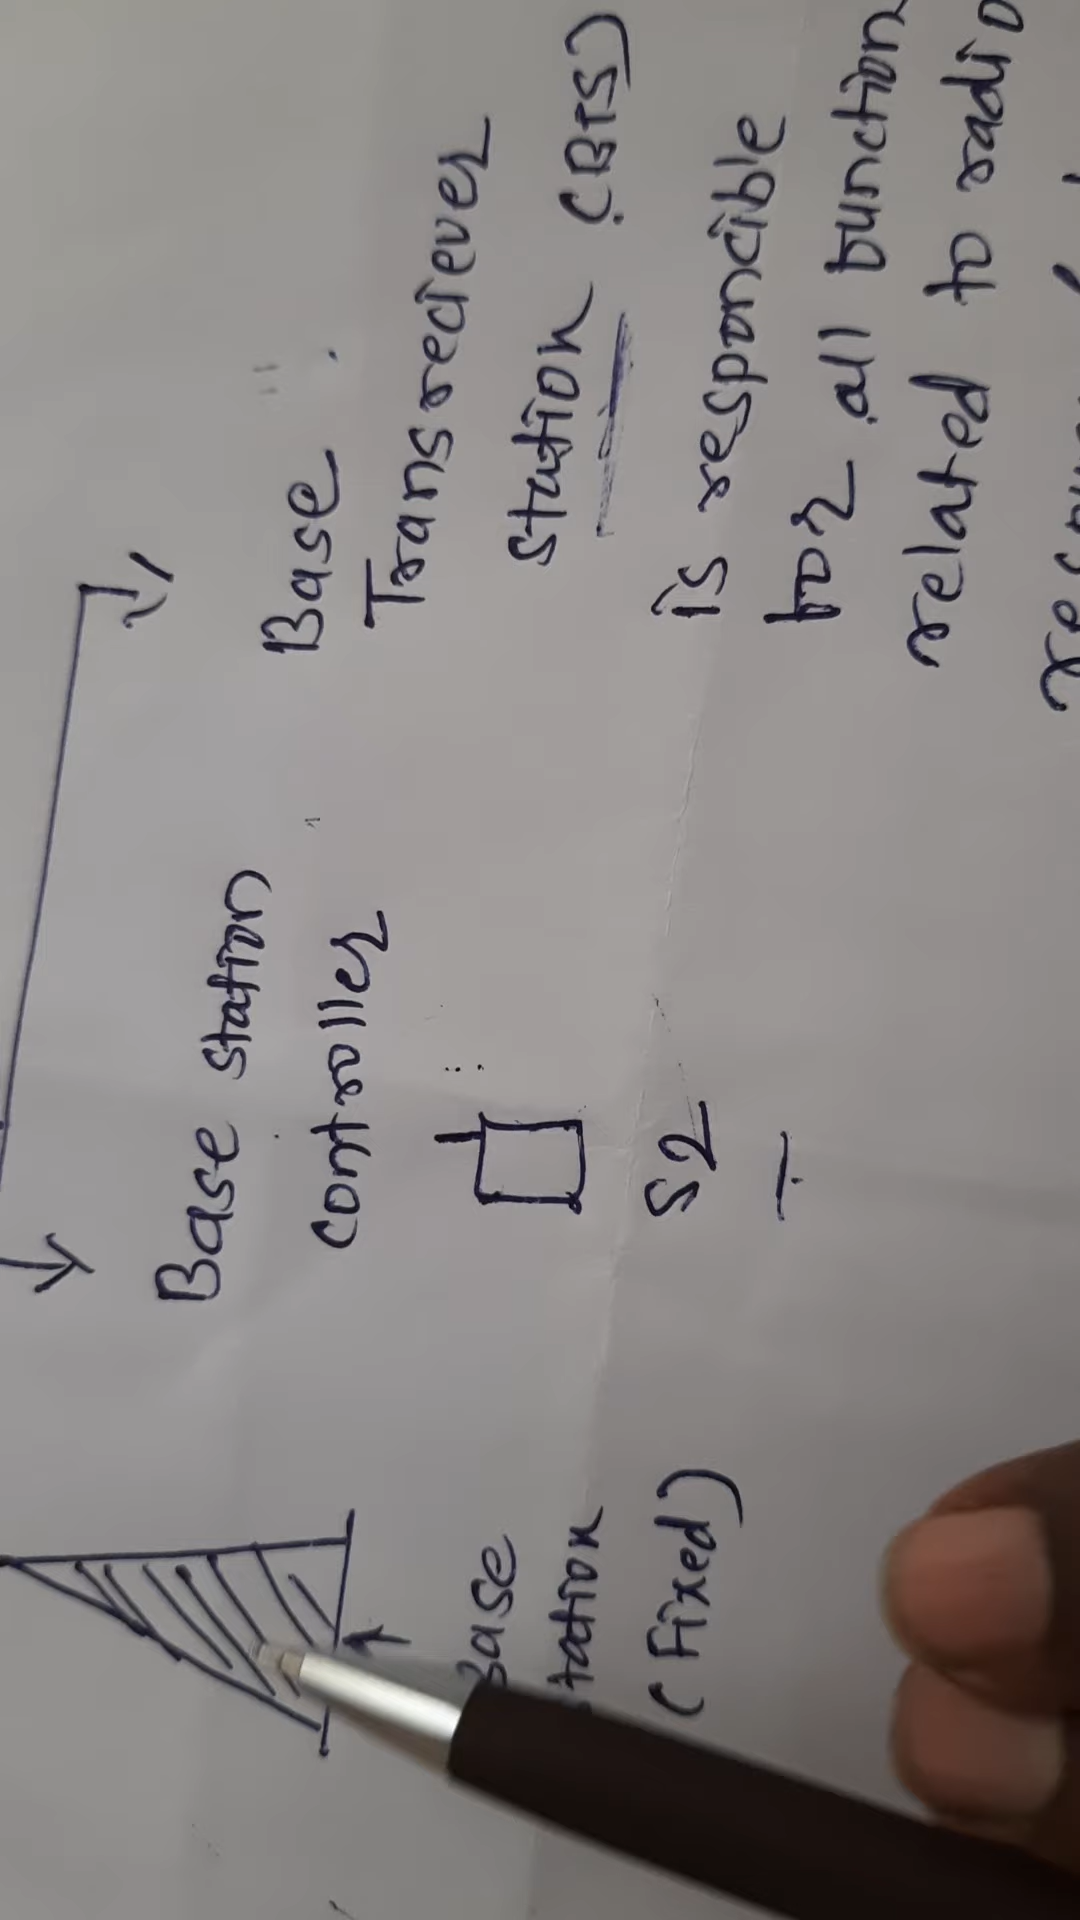 Base station
controller
S2
Base
Transreciever
station (BTS)
is responcible
for all function
related to radio
Base
station
(Fixed)